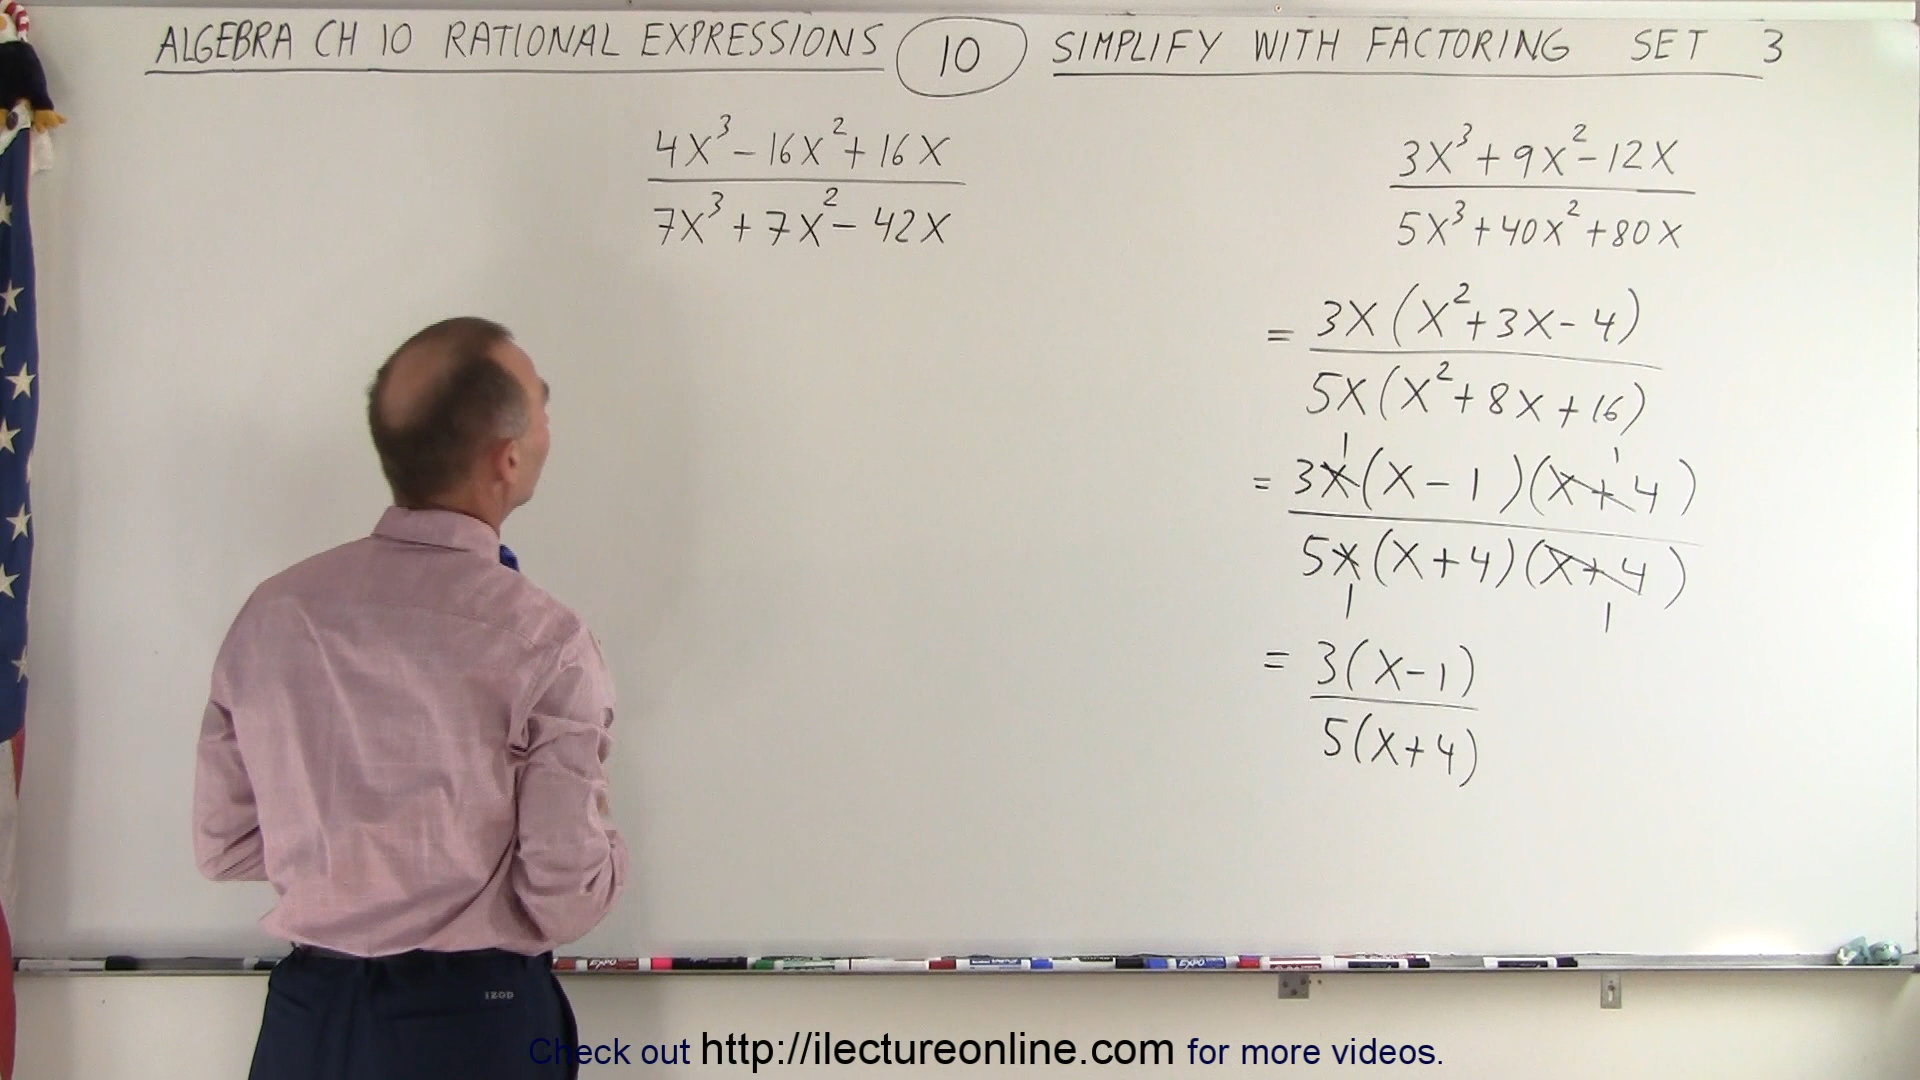 ALGEBRA CH 10 RATIONAL EXPRESSIONS 10 SIMPLIFY WITH FACTORING SET 3
4X³ - 16X² + 16X
7X³ + 7X² - 42X
3X³ + 9X² - 12X
5X³ + 40X² + 80X
= 3X(X² + 3X - 4)
5X(X² + 8X + 16)
1 1
= 3X(X - 1)(X + 4)
5X(X + 4)(X + 4)
1 1
= 3(X - 1)
5(X + 4)
EXPO EXPO
IZOD
Check out http://ilectureonline.com for more videos.